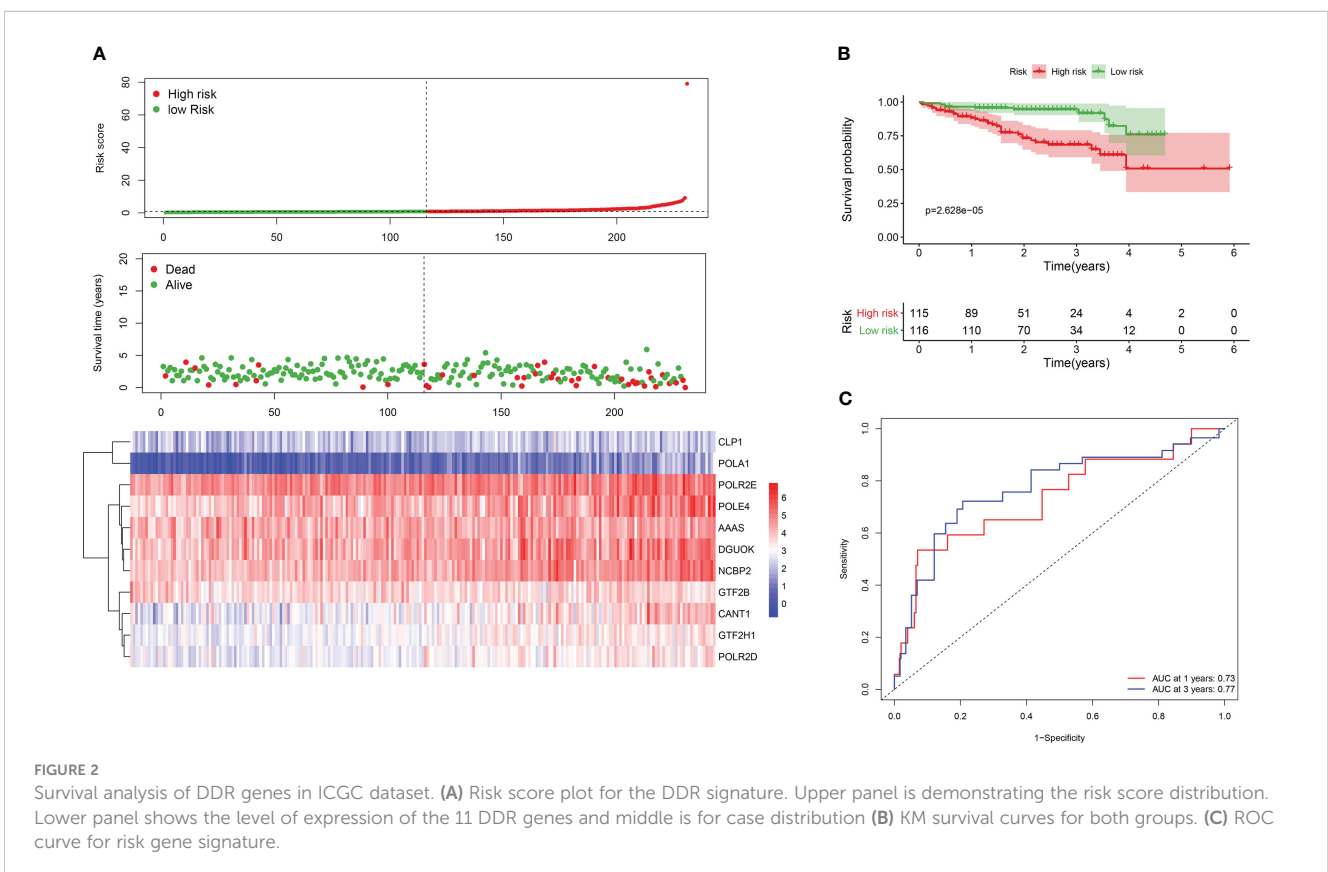 A
80
60
40
20
0
Risk score
High risk
low Risk
0 50 100 150 200
20
15
10
5
0
Survival time (years)
Dead
Alive
0 50 100 150 200
CLP1
POLA1
POLR2E
POLE4
AAAS
DGUOK
NCBP2
GTF2B
CANT1
GTF2H1
POLR2D
6
5
4
3
2
1
0
B
Risk High risk Low risk
1.00
0.75
0.50
0.25
0.00
Survival probability
p=2.628e−05
0 1 2 3 4 5 6
Time(years)
Risk
High risk 115 89 51 24 4 2 0
Low risk 116 110 70 34 12 0 0
0 1 2 3 4 5 6
Time(years)
C
1.0
0.8
0.6
0.4
0.2
0.0
Sensitivity
AUC at 1 years: 0.73
AUC at 3 years: 0.77
0.0 0.2 0.4 0.6 0.8 1.0
1−Specificity
FIGURE 2
Survival analysis of DDR genes in ICGC dataset. (A) Risk score plot for the DDR signature. Upper panel is demonstrating the risk score distribution.
Lower panel shows the level of expression of the 11 DDR genes and middle is for case distribution (B) KM survival curves for both groups. (C) ROC
curve for risk gene signature.